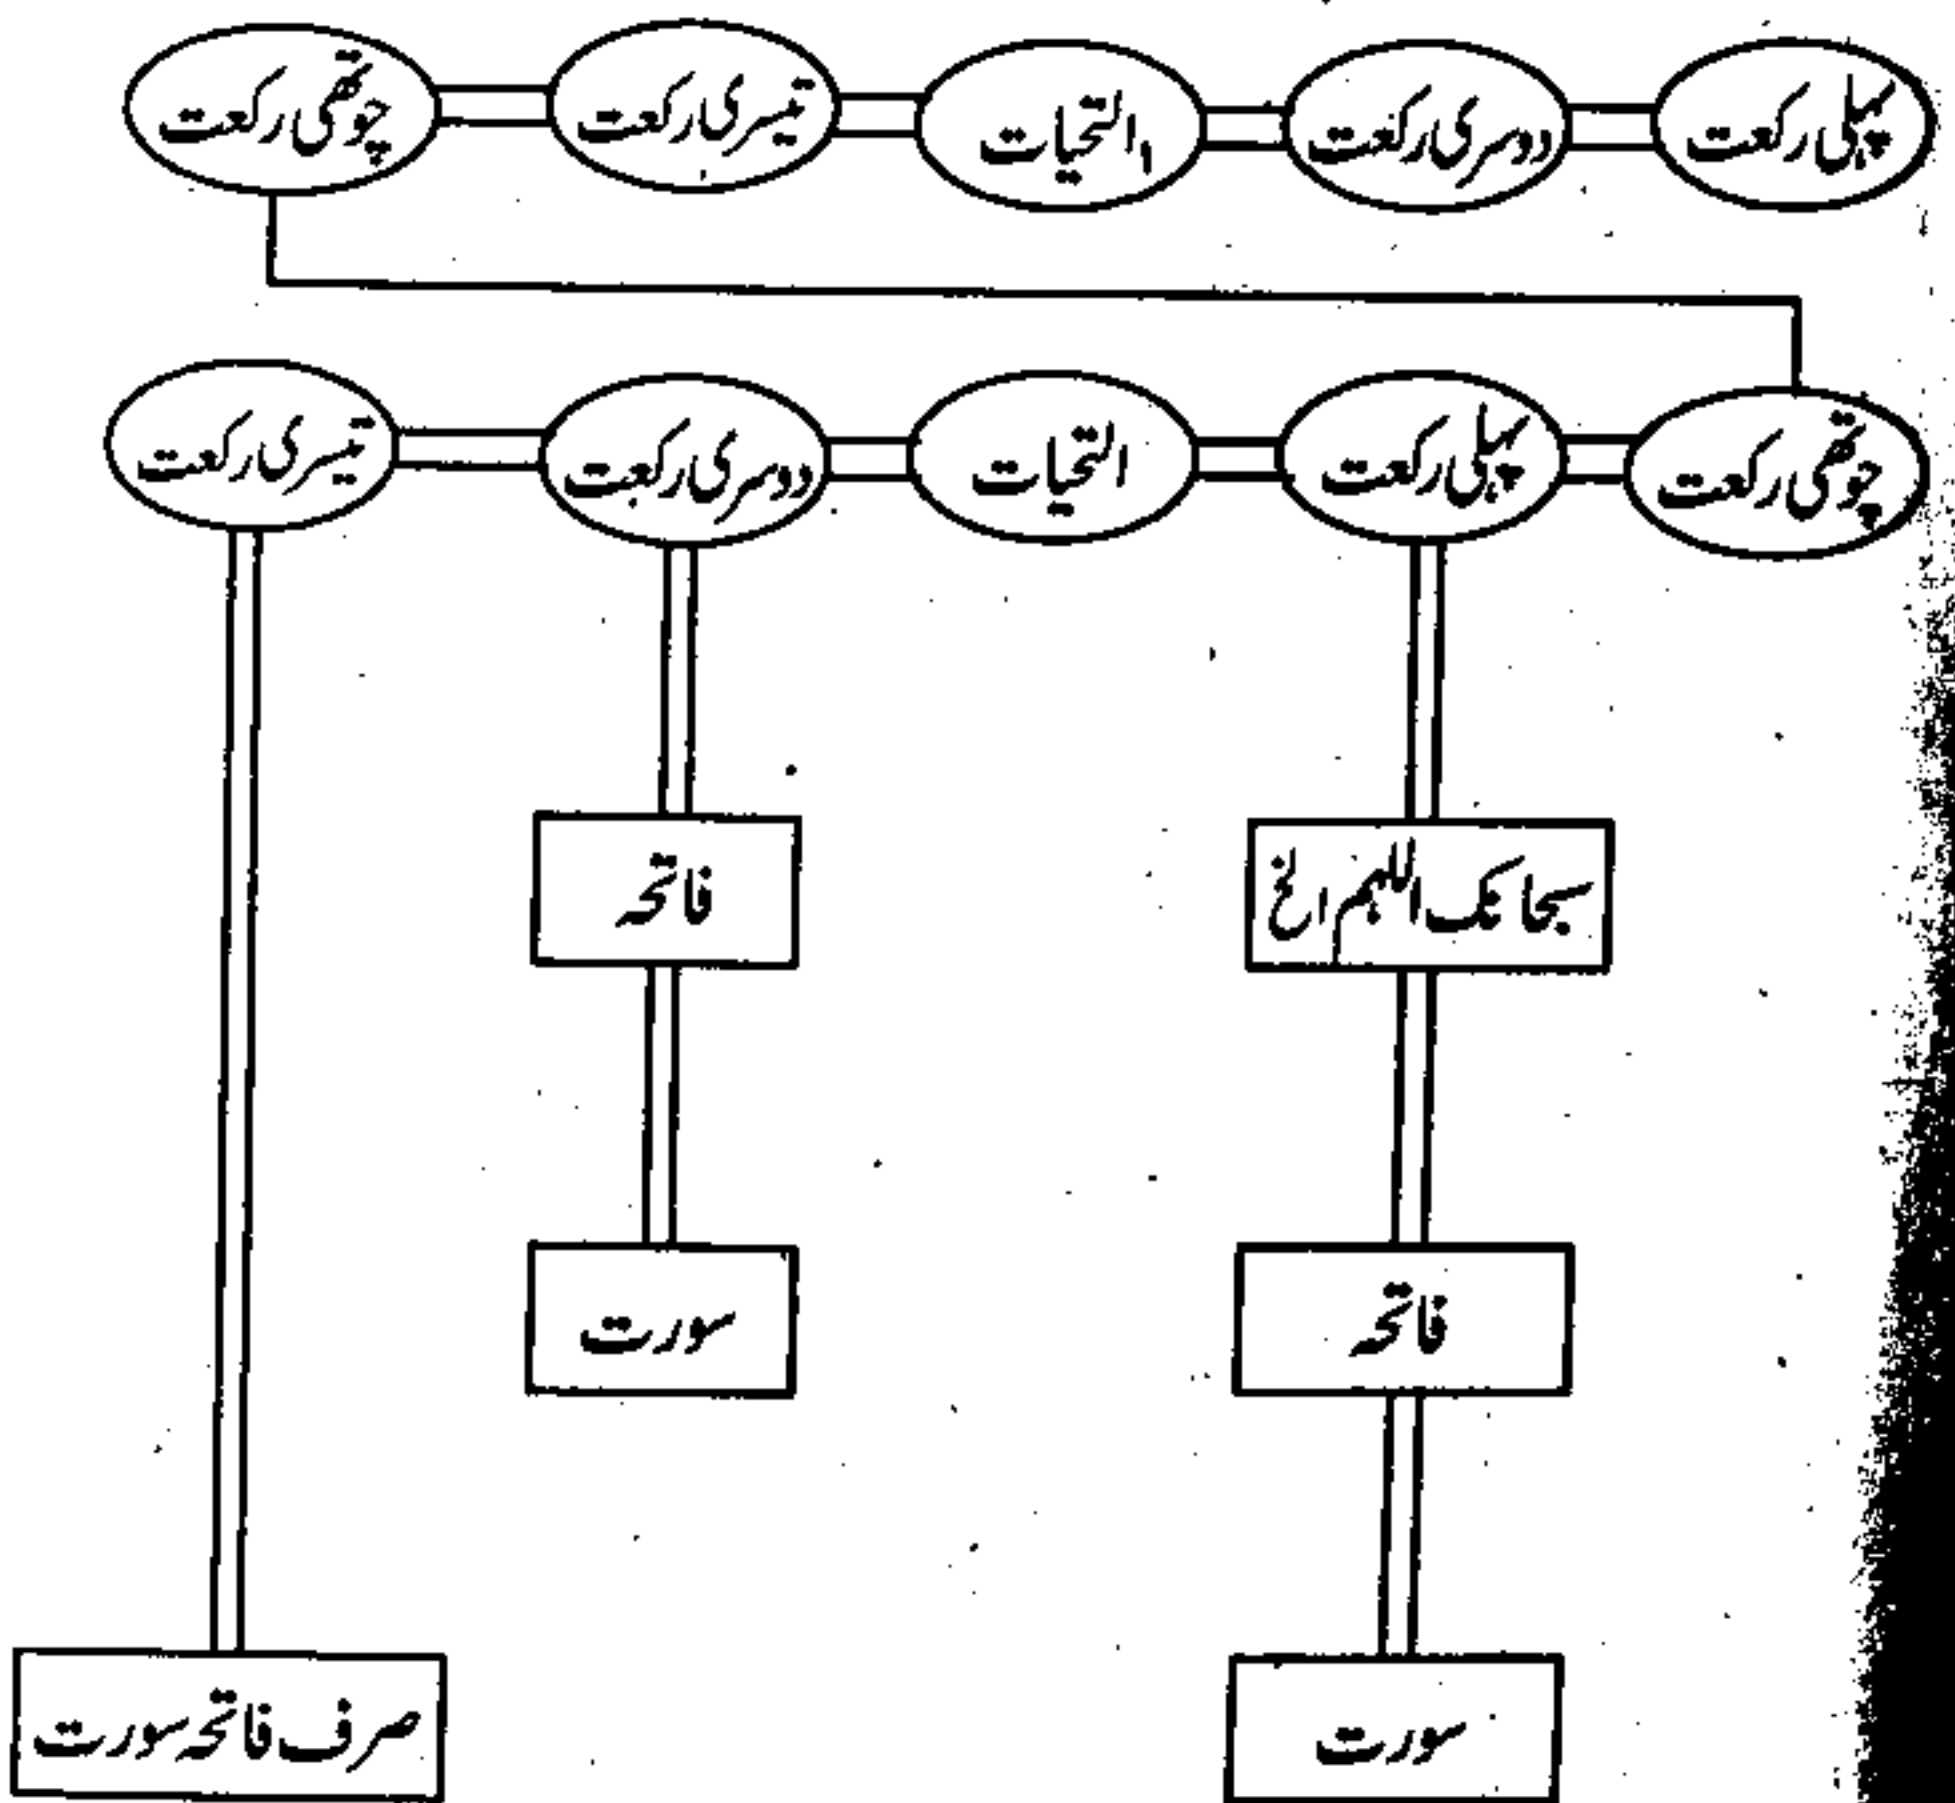 پہلی رکعت
دوسری رکعت
والتحیات
تیسری رکعت
چوتھی رکعت
چوتھی رکعت
پہلی رکعت
التحیات
دوسری رکعت
تیسری رکعت
سبحانک اللہم الخ
فاتحہ
فاتحہ
سورت
سورت
صرف فاتحہ سورت